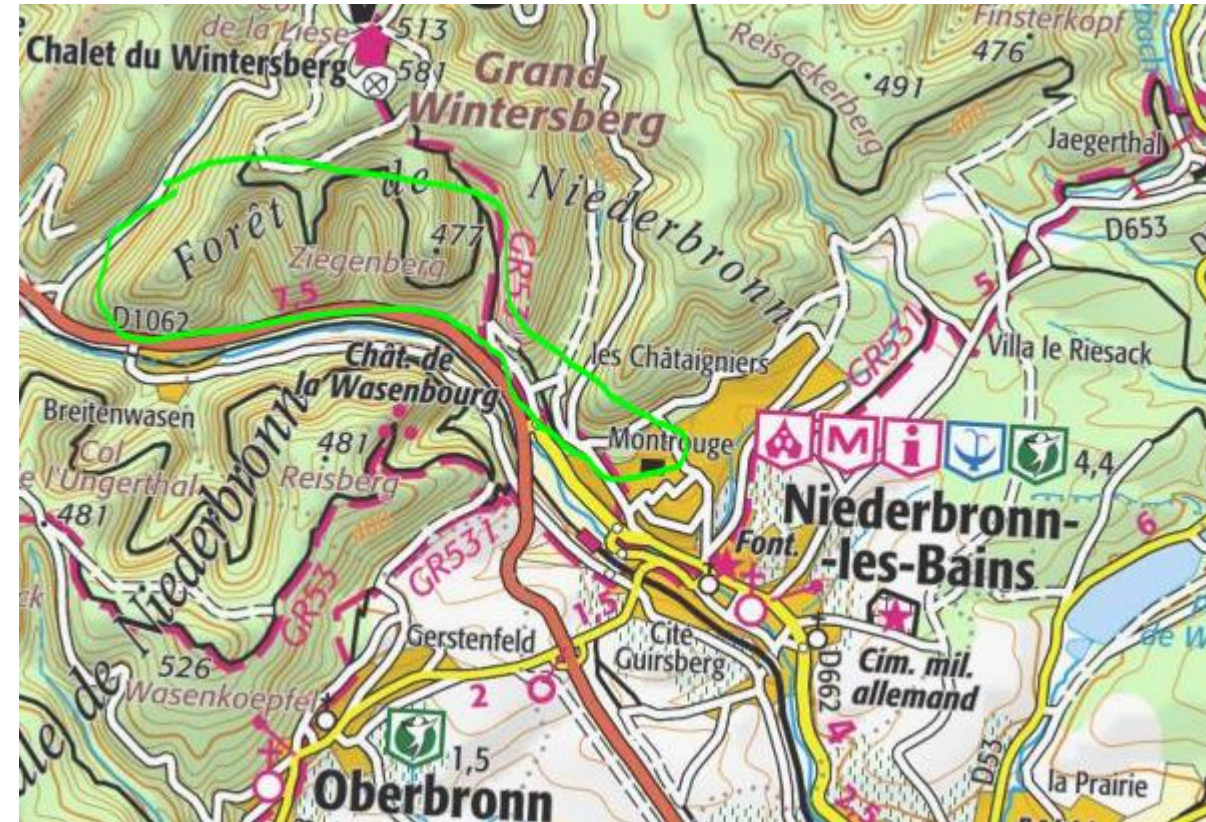 de la Liese
513
Chalet du Wintersberg
581
Grand
Wintersberg
Finsterkopf
476
Reisackerberg
491
Jaegerthal
D653
Forêt de Niederbronn
477
Ziegenberg
GR53
7,5
D1062
5
GR531
Villa le Riesack
les Châtaigniers
Chât. de
la Wasenbourg
Breitenwasen
Col
481
Reisberg
481
Montrouge
M
i
4,4
Niederbronn-
-les-Bains
Font.
6
GR531
GR53
1,5
Gerstenfeld
Cité
Guirsberg
Cim. mil.
allemand
D662
526
Wasenkoepfel
2
4
1,5
Oberbronn
D53
la Prairie
2,5
de Niederbronn